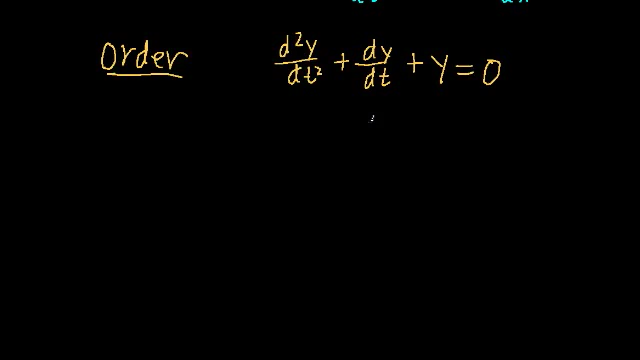 Order d²y/dt² + dy/dt + y = 0